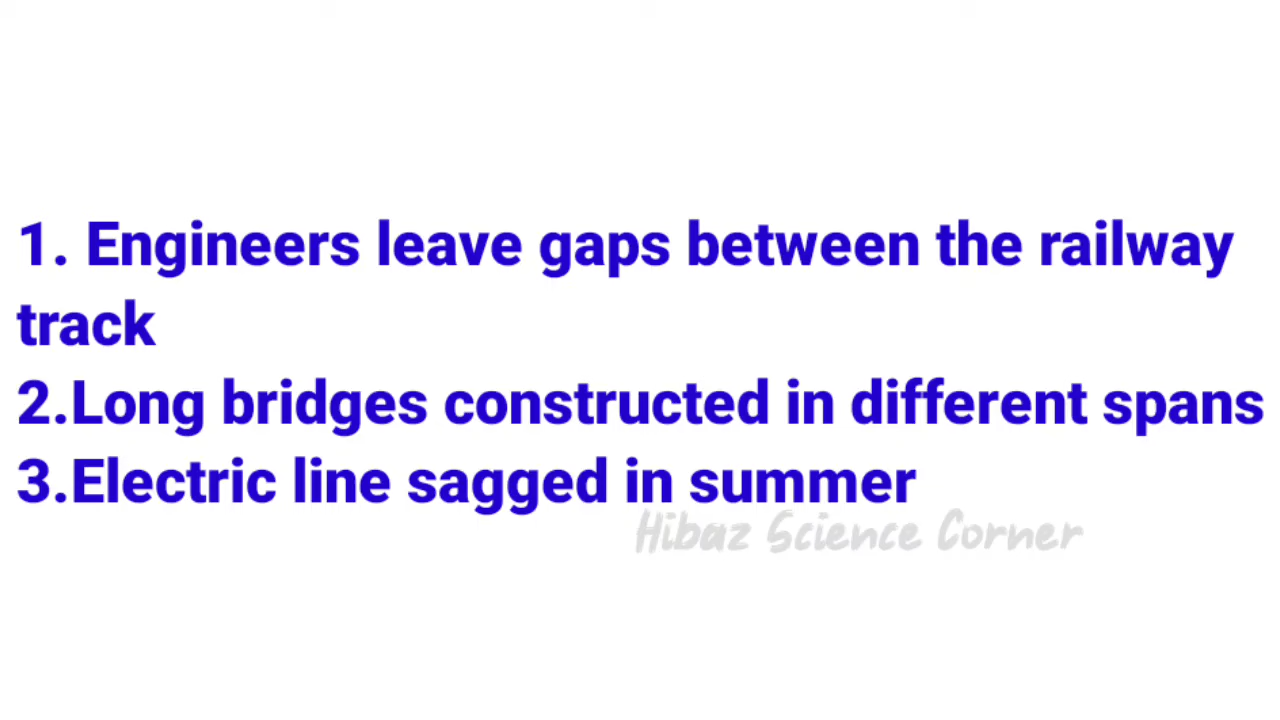 1. Engineers leave gaps between the railway
track
2.Long bridges constructed in different spans
3.Electric line sagged in summer
Hibaz Science Corner